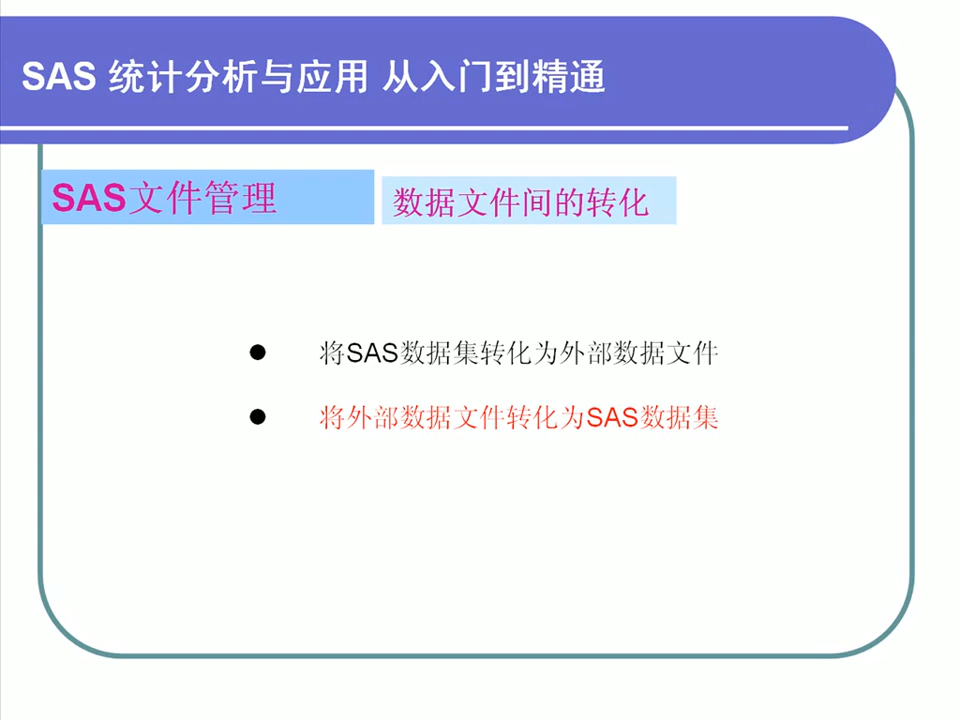 SAS 统计分析与应用 从入门到精通
SAS文件管理
数据文件间的转化
● 将SAS数据集转化为外部数据文件
● 将外部数据文件转化为SAS数据集